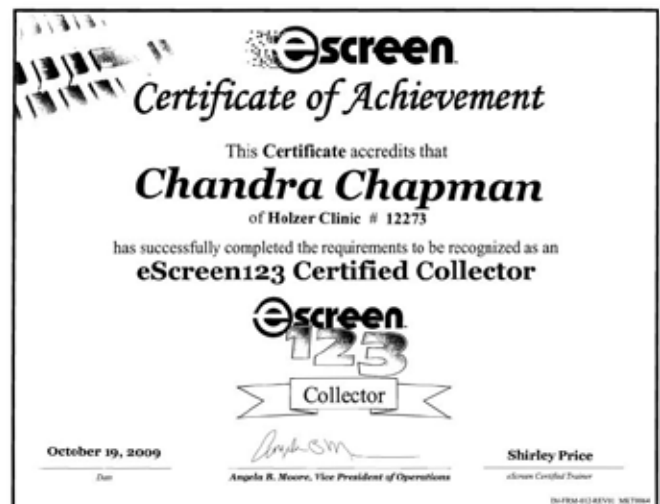 escreen
Certificate of Achievement
This Certificate accredits that
Chandra Chapman
of Holzer Clinic # 12273
has successfully completed the requirements to be recognized as an
eScreen123 Certified Collector
escreen
123
Collector
October 19, 2009
Date
Angela B. Moore, Vice President of Operations
Shirley Price
eScreen Certified Trainer